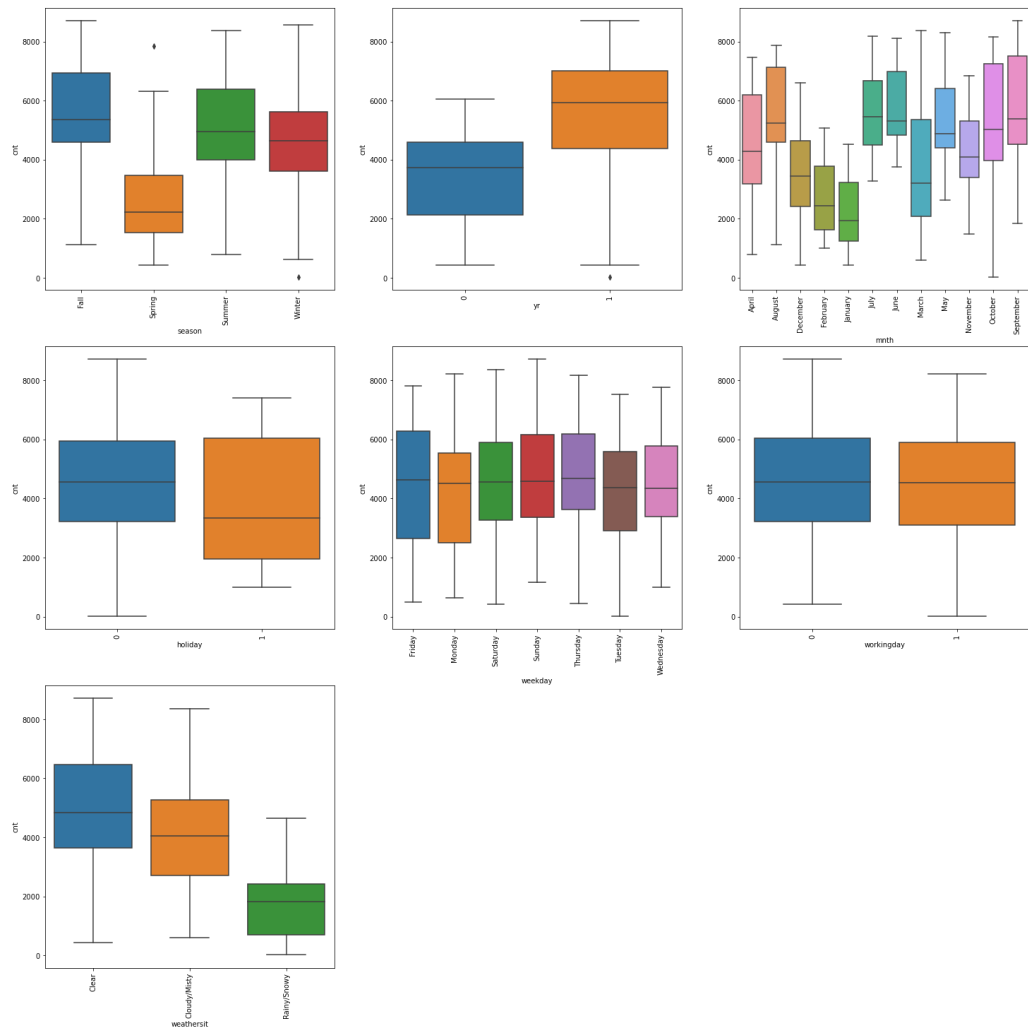 8000
6000
4000
2000
0
cnt
Fall
Spring
Summer
Winter
season
8000
6000
4000
2000
0
cnt
0
1
yr
8000
6000
4000
2000
0
cnt
April
August
December
February
January
July
June
March
May
November
October
September
mnth
8000
6000
4000
2000
0
cnt
0
1
holiday
8000
6000
4000
2000
0
cnt
Friday
Monday
Saturday
Sunday
Thursday
Tuesday
Wednesday
weekday
8000
6000
4000
2000
0
cnt
0
1
workingday
8000
6000
4000
2000
0
cnt
Clear
Cloudy/Misty
Rainy/Snowy
weathersit